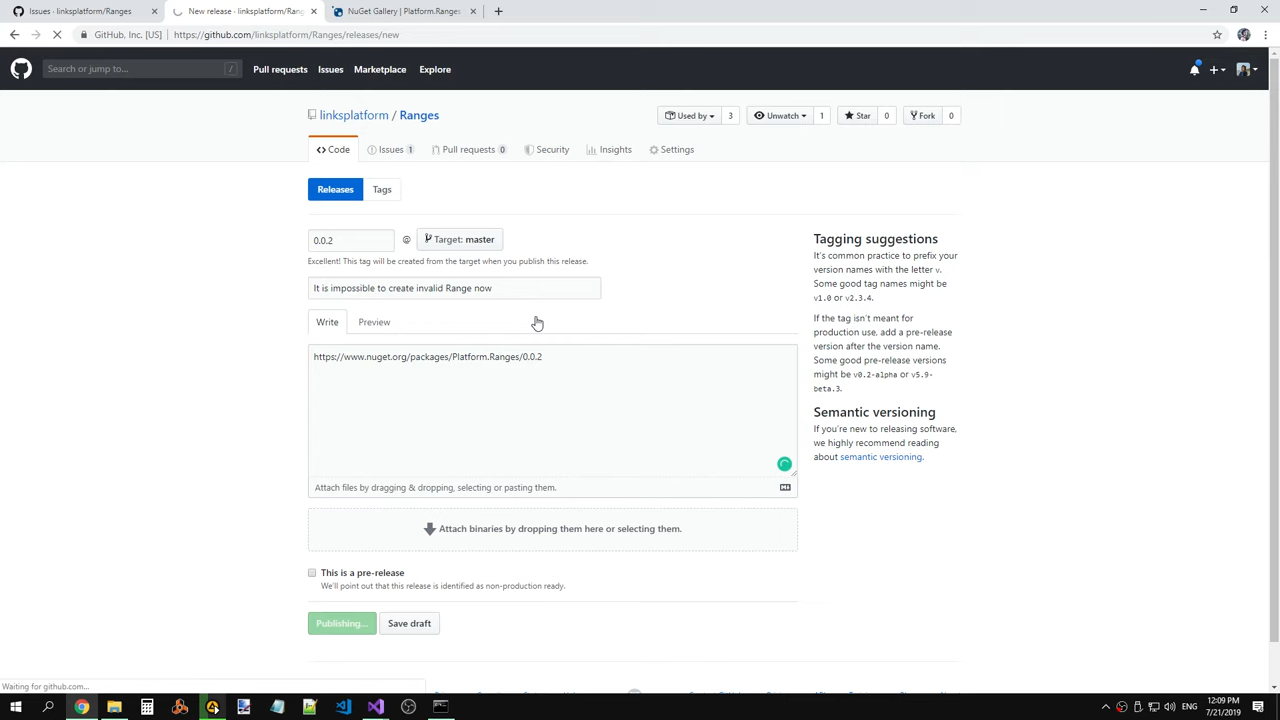 Issues · linksplatform/Ranges
New release · linksplatform/Rang
NuGet Gallery | Platform.Ranges
GitHub, Inc. [US]
https://github.com/linksplatform/Ranges/releases/new
Search or jump to...
/
Pull requests
Issues
Marketplace
Explore
linksplatform / Ranges
Used by 3
Unwatch 1
Star 0
Fork 0
Code
Issues 1
Pull requests 0
Security
Insights
Settings
Releases
Tags
0.0.2
@
Target: master
Excellent! This tag will be created from the target when you publish this release.
It is impossible to create invalid Range now
Write
Preview
https://www.nuget.org/packages/Platform.Ranges/0.0.2
Attach files by dragging & dropping, selecting or pasting them.
Attach binaries by dropping them here or selecting them.
This is a pre-release
We'll point out that this release is identified as non-production ready.
Publishing...
Save draft
Tagging suggestions
It's common practice to prefix your
version names with the letter v.
Some good tag names might be
v1.0 or v2.3.4.
If the tag isn't meant for
production use, add a pre-release
version after the version name.
Some good pre-release versions
might be v0.2-alpha or v5.9-
beta.3.
Semantic versioning
If you're new to releasing software,
we highly recommend reading
about semantic versioning.
Waiting for github.com...
ENG
12:09 PM
7/21/2019